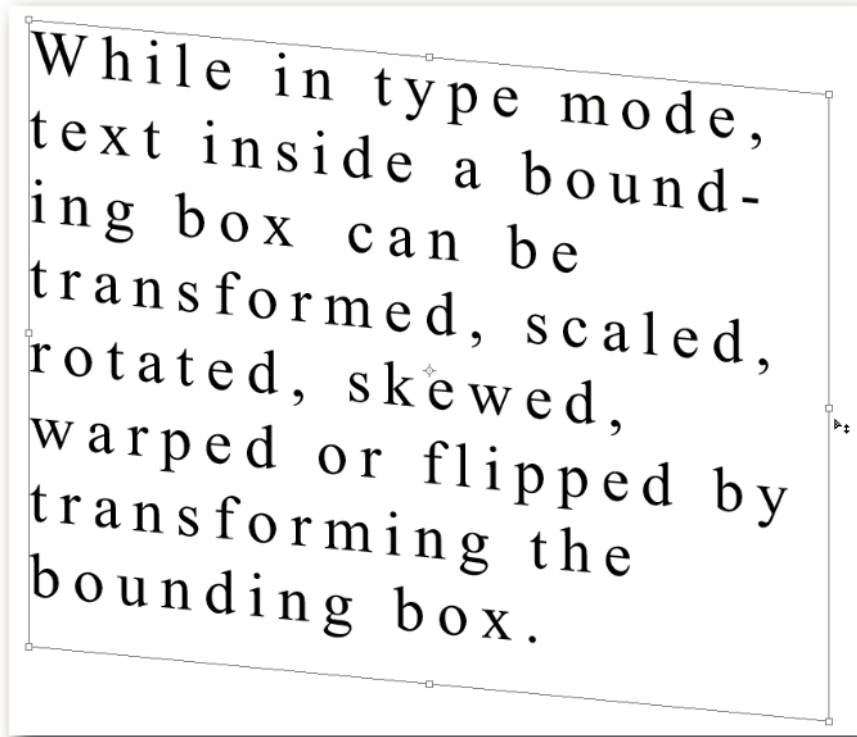 While in type mode,
text inside a bound-
ing box can be
transformed, scaled,
rotated, skewed,
warped or flipped by
transforming the
bounding box.